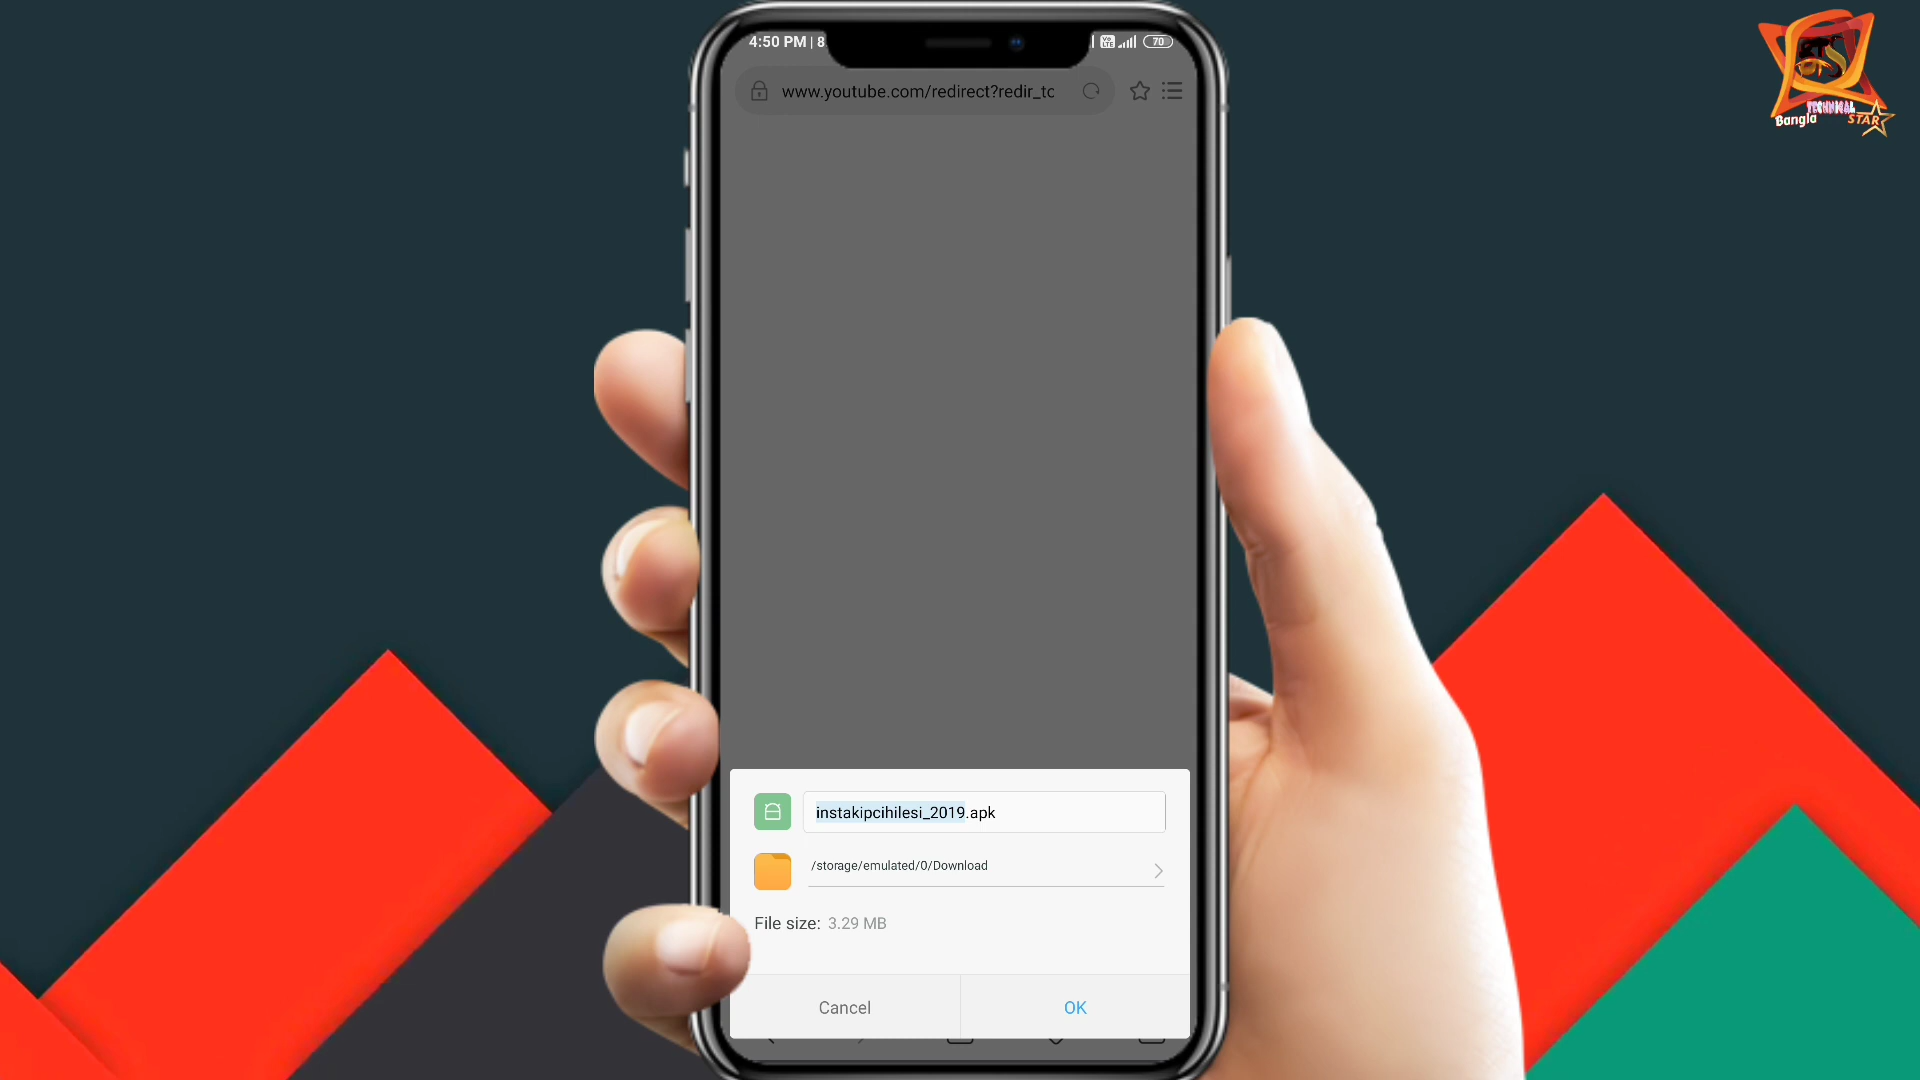 4:50 PM | 8
70
www.youtube.com/redirect?redir_tc
TECHNICAL
Bangla STAR
instakipcihilesi_2019.apk
/storage/emulated/0/Download
File size: 3.29 MB
Cancel OK